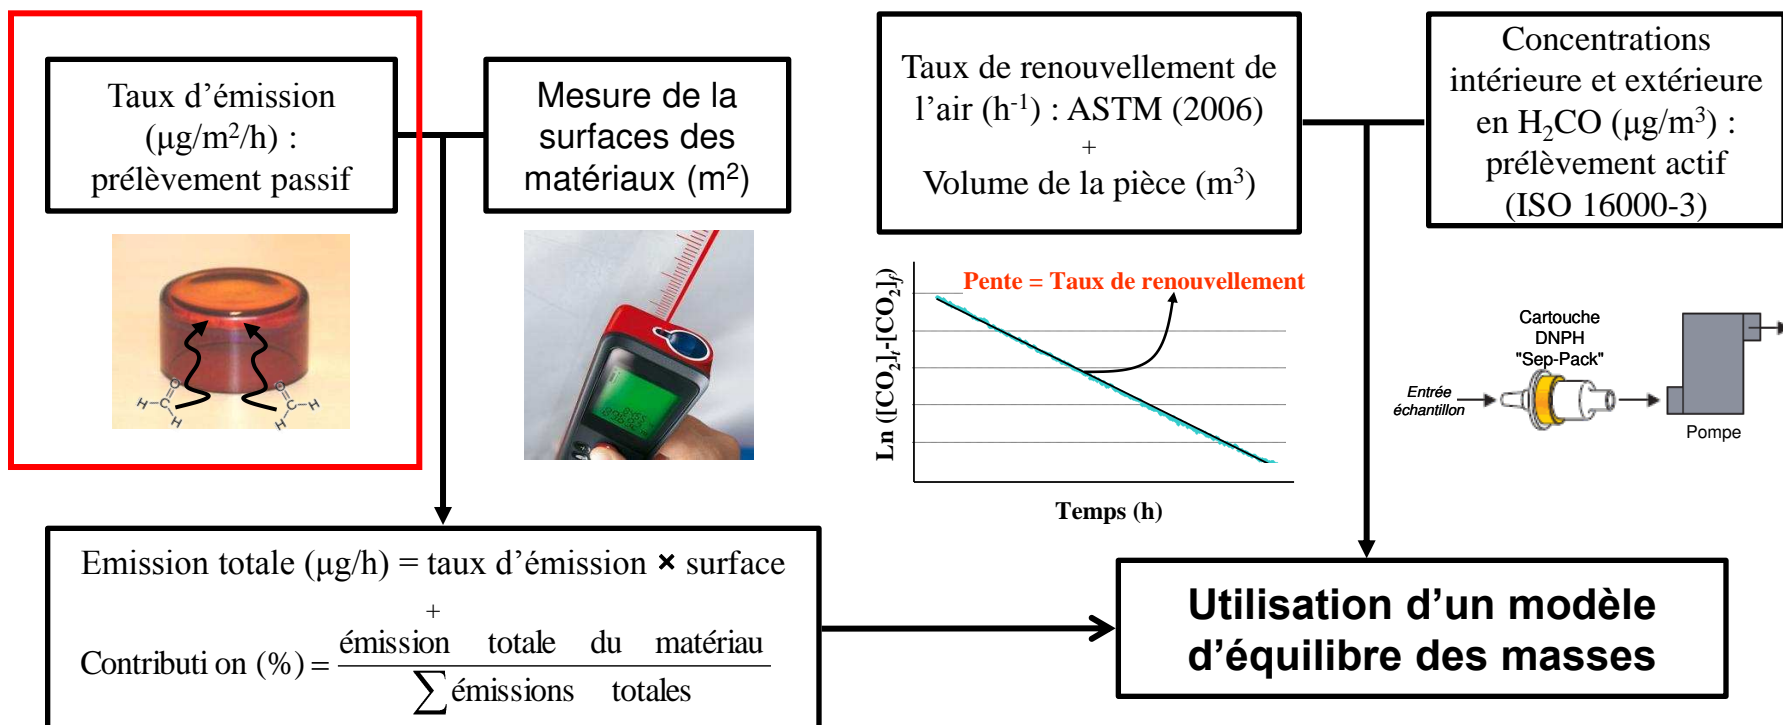 Taux d’émission
(μg/m²/h) :
prélèvement passif
Mesure de la
surfaces des
matériaux (m²)
Taux de renouvellement de
l’air (h⁻¹) : ASTM (2006)
+
Volume de la pièce (m³)
Concentrations
intérieure et extérieure
en H₂CO (μg/m³) :
prélèvement actif
(ISO 16000-3)
O
C
H
H
O
C
H
H
Pente = Taux de renouvellement
Ln ([CO₂]ₜ-[CO₂]f)
Temps (h)
Cartouche
DNPH
"Sep-Pack"
Entrée
échantillon
Pompe
Emission totale (μg/h) = taux d’émission × surface
+
Contributi on (%) = émission totale du matériau
∑ émissions totales
Utilisation d’un modèle
d’équilibre des masses